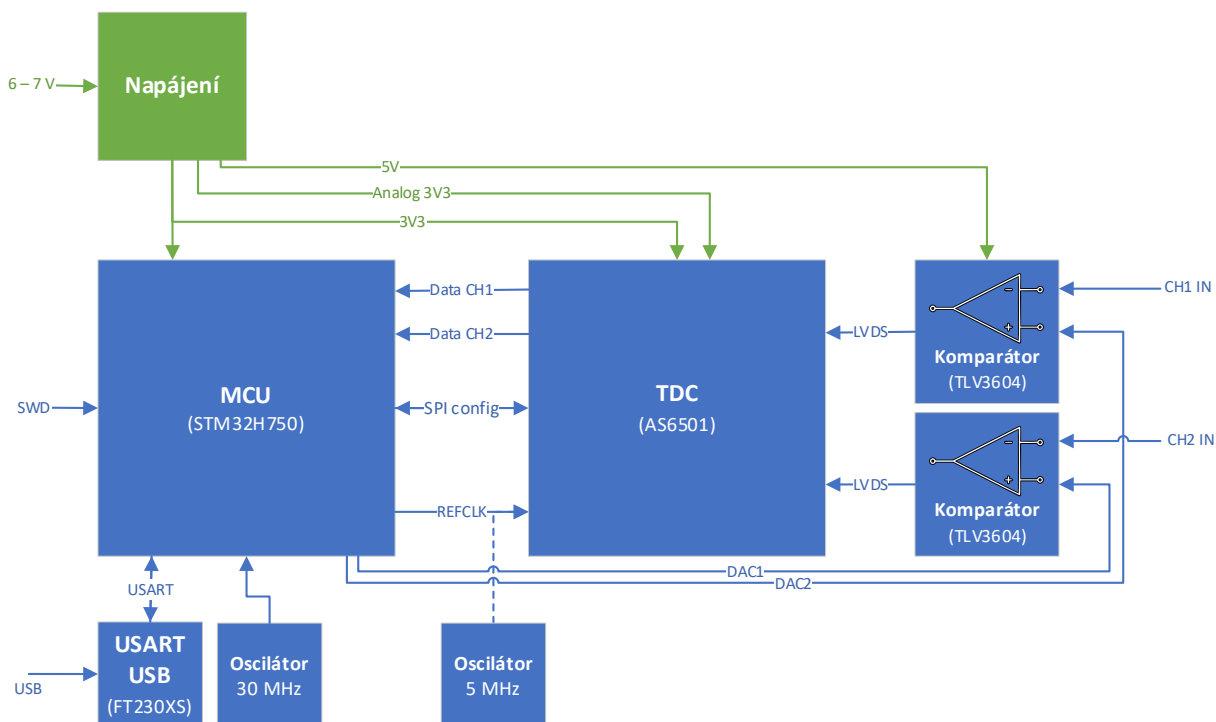 6 – 7 V
Napájení
5V
Analog 3V3
3V3
Data CH1
Data CH2
MCU
(STM32H750)
SWD
SPI config
REFCLK
TDC
(AS6501)
LVDS
LVDS
Komparátor
(TLV3604)
Komparátor
(TLV3604)
CH1 IN
CH2 IN
DAC1
DAC2
USART
USART
USB
(FT230XS)
USB
Oscilátor
30 MHz
Oscilátor
5 MHz